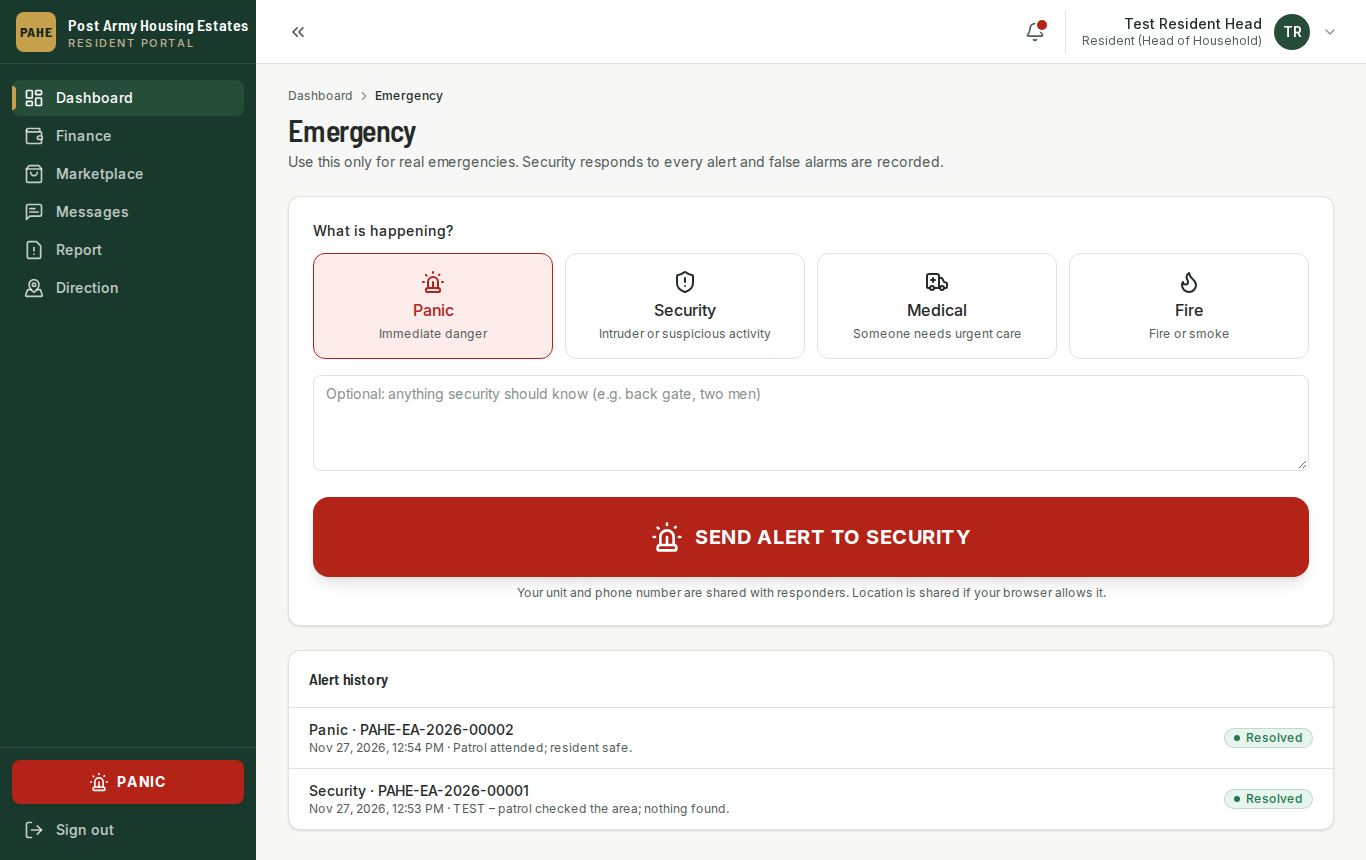 PAHE
Post Army Housing Estates
RESIDENT PORTAL
Dashboard
Finance
Marketplace
Messages
Report
Direction
PANIC
Sign out
Test Resident Head
Resident (Head of Household)
TR
Dashboard > Emergency
Emergency
Use this only for real emergencies. Security responds to every alert and false alarms are recorded.
What is happening?
Panic
Immediate danger
Security
Intruder or suspicious activity
Medical
Someone needs urgent care
Fire
Fire or smoke
Optional: anything security should know (e.g. back gate, two men)
SEND ALERT TO SECURITY
Your unit and phone number are shared with responders. Location is shared if your browser allows it.
Alert history
Panic · PAHE-EA-2026-00002
Nov 27, 2026, 12:54 PM · Patrol attended; resident safe.
Resolved
Security · PAHE-EA-2026-00001
Nov 27, 2026, 12:53 PM · TEST – patrol checked the area; nothing found.
Resolved